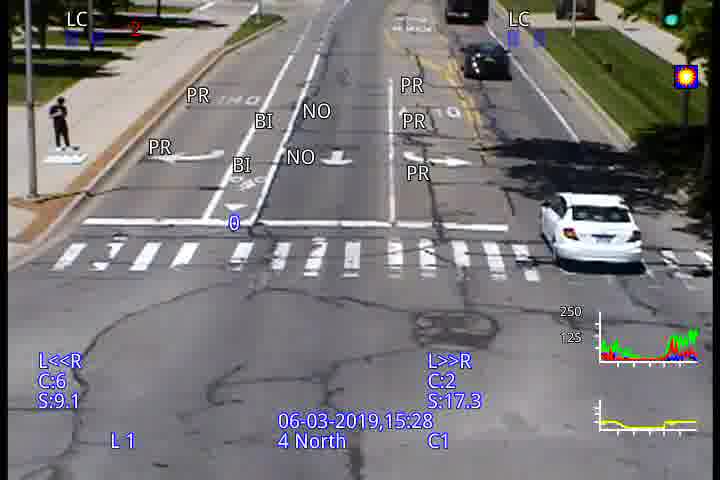 LC
2
LC
PR
PR
BI
NO
PR
PR
BI
NO
PR
0
250
125
L<<R
C:6
S:9.1
L>>R
C:2
S:17.3
06-03-2019,15:28
L 1
4 North
C1